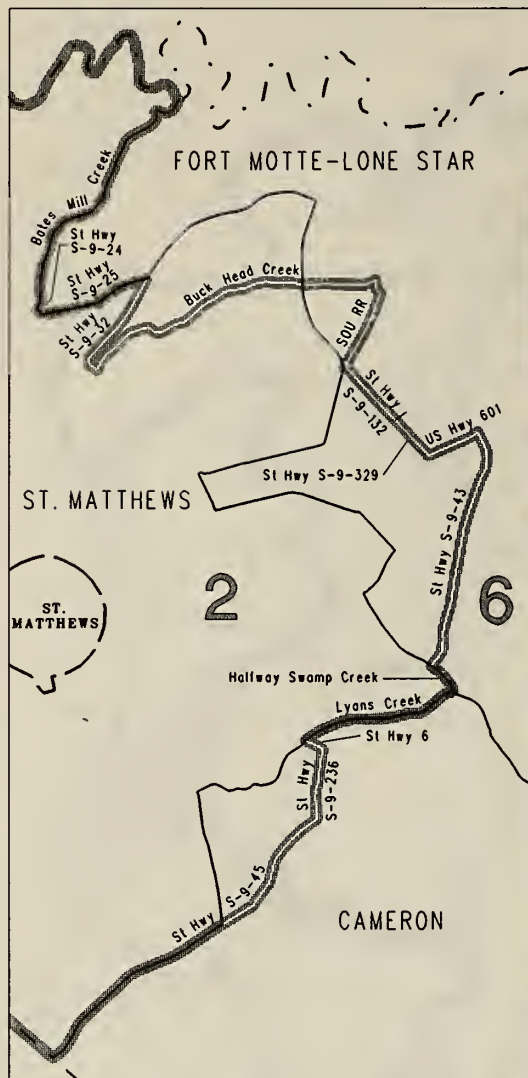 FORT MOTTE-LONE STAR
Bates Mill Creek
St Hwy
S-9-24
St Hwy
S-9-25
Buck Head Creek
St Hwy
S-9-32
SOU RR
St Hwy
S-9-132
US Hwy 601
St Hwy S-9-329
ST. MATTHEWS
St Hwy S-9-43
2
6
ST.
MATTHEWS
Halfway Swamp Creek
Lyons Creek
St Hwy 6
St Hwy
S-9-236
St Hwy S-9-45
CAMERON